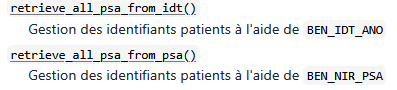 retrieve_all_psa_from_idt()
Gestion des identifiants patients à l'aide de BEN_IDT_ANO
retrieve_all_psa_from_psa()
Gestion des identifiants patients à l'aide de BEN_NIR_PSA